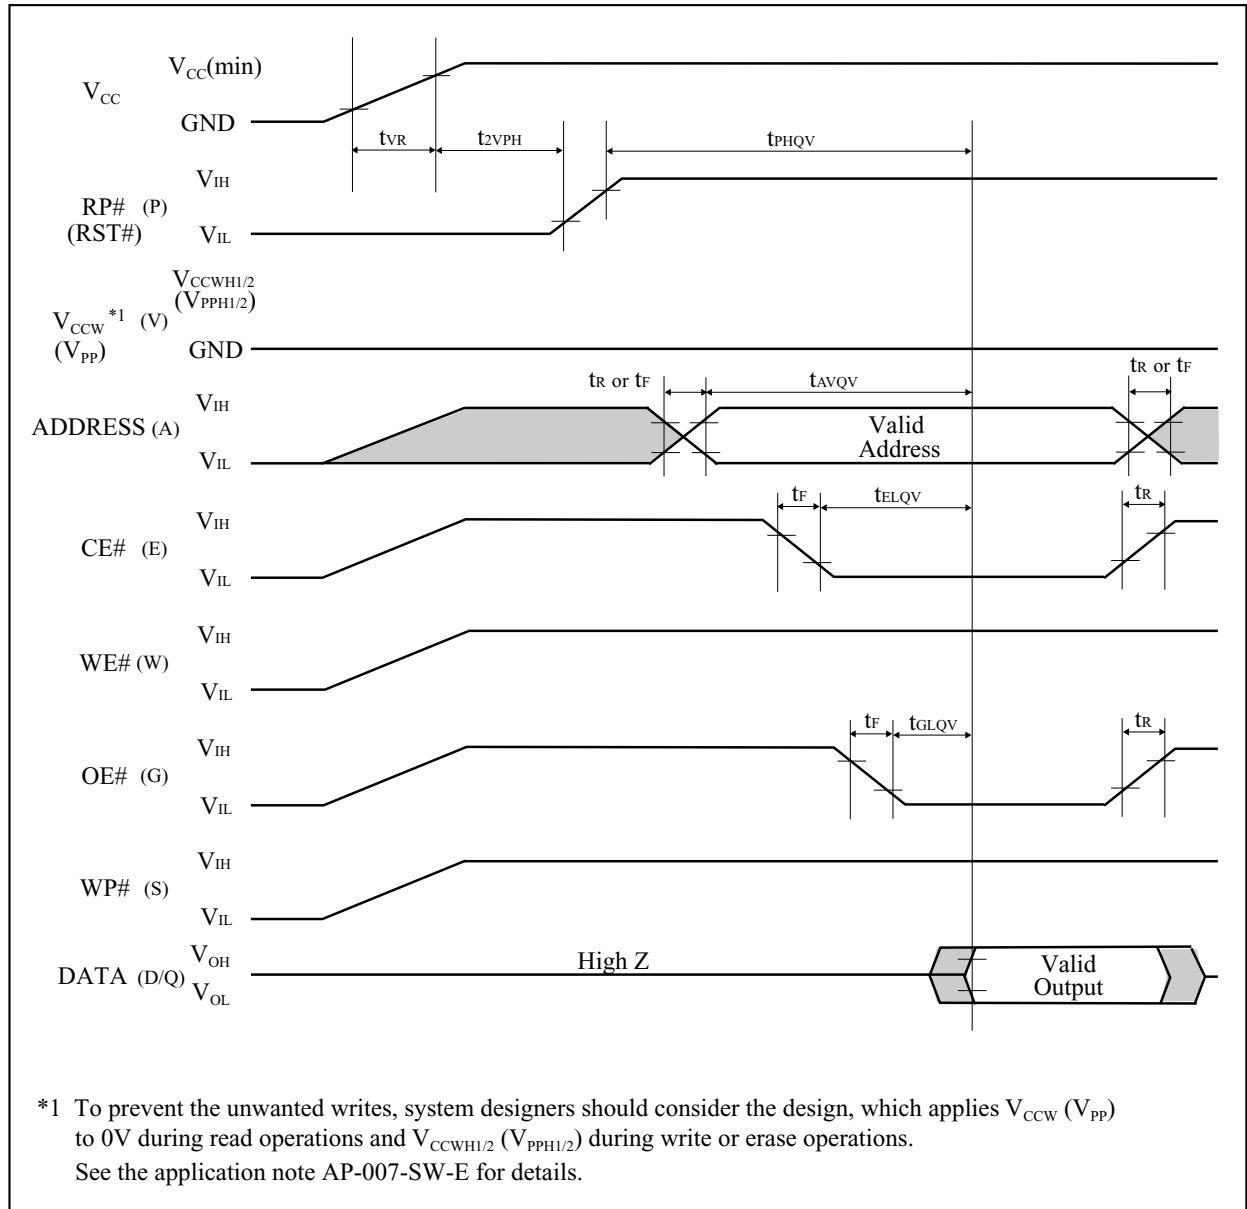 VCC(min)
VCC
GND
tVR
t2VPH
tPHQV
VIH
RP# (P)
(RST#)
VIL
VCCWH1/2
(VPPH1/2)
VCCW *1 (V)
(VPP)
GND
tR or tF
tAVQV
tR or tF
VIH
ADDRESS (A)
Valid
Address
VIL
tF
tELQV
tR
VIH
CE# (E)
VIL
VIH
WE# (W)
VIL
tF
tGLQV
tR
VIH
OE# (G)
VIL
VIH
WP# (S)
VIL
VOH
High Z
DATA (D/Q)
Valid
Output
VOL
*1 To prevent the unwanted writes, system designers should consider the design, which applies VCCW (VPP)
to 0V during read operations and VCCWH1/2 (VPPH1/2) during write or erase operations.
See the application note AP-007-SW-E for details.